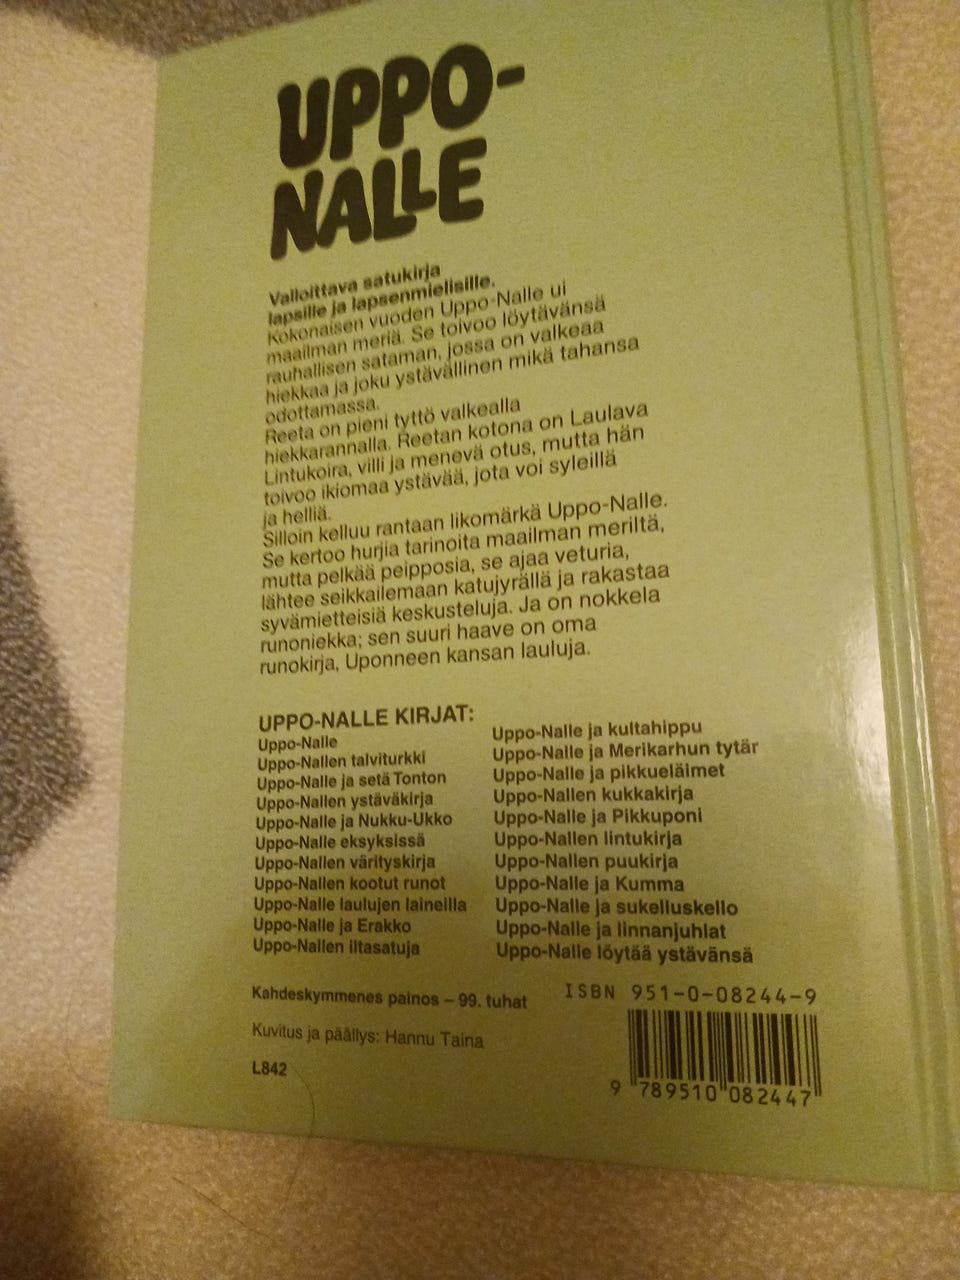 UPPO-
NALLE
Valloittava satukirja
lapsille ja lapsenmielisille.
Kokonaisen vuoden Uppo-Nalle ui
maailman meriä. Se toivoo löytävänsä
rauhallisen sataman, jossa on valkeaa
hiekkaa ja joku ystävällinen mikä tahansa
odottamassa.
Reeta on pieni tyttö valkealla
hiekkarannalla. Reetan kotona on Laulava
Lintukoira, villi ja menevä otus, mutta hän
toivoo ikiomaa ystävää, jota voi syleillä
ja helliä.
Silloin kelluu rantaan likomärkä Uppo-Nalle.
Se kertoo hurjia tarinoita maailman meriltä,
mutta pelkää peipposia, se ajaa veturia,
lähtee seikkailemaan katujyrällä ja rakastaa
syvämietteisiä keskusteluja. Ja on nokkela
runoniekka; sen suuri haave on oma
runokirja, Uponneen kansan lauluja.
UPPO-NALLE KIRJAT:
Uppo-Nalle
Uppo-Nallen talviturkki
Uppo-Nalle ja setä Tonton
Uppo-Nallen ystäväkirja
Uppo-Nalle ja Nukku-Ukko
Uppo-Nalle eksyksissä
Uppo-Nallen värityskirja
Uppo-Nallen kootut runot
Uppo-Nalle laulujen laineilla
Uppo-Nalle ja Erakko
Uppo-Nallen iltasatuja
Uppo-Nalle ja kultahippu
Uppo-Nalle ja Merikarhun tytär
Uppo-Nalle ja pikkueläimet
Uppo-Nallen kukkakirja
Uppo-Nalle ja Pikkuponi
Uppo-Nallen lintukirja
Uppo-Nallen puukirja
Uppo-Nalle ja Kumma
Uppo-Nalle ja sukelluskello
Uppo-Nalle ja linnanjuhlat
Uppo-Nalle löytää ystävänsä
Kahdeskymmenes painos – 99. tuhat
Kuvitus ja päällys: Hannu Taina
L842
ISBN 951-0-08244-9
9 789510 082447